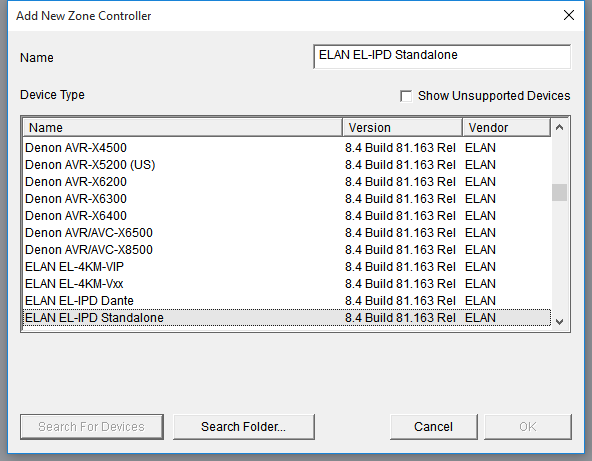 Add New Zone Controller
Name ELAN EL-IPD Standalone
Device Type Show Unsupported Devices
Name Version Vendor
Denon AVR-X4500 8.4 Build 81.163 Rel ELAN
Denon AVR-X5200 (US) 8.4 Build 81.163 Rel ELAN
Denon AVR-X6200 8.4 Build 81.163 Rel ELAN
Denon AVR-X6300 8.4 Build 81.163 Rel ELAN
Denon AVR-X6400 8.4 Build 81.163 Rel ELAN
Denon AVR/AVC-X6500 8.4 Build 81.163 Rel ELAN
Denon AVR/AVC-X8500 8.4 Build 81.163 Rel ELAN
ELAN EL-4KM-VIP 8.4 Build 81.163 Rel ELAN
ELAN EL-4KM-Vxx 8.4 Build 81.163 Rel ELAN
ELAN EL-IPD Dante 8.4 Build 81.163 Rel ELAN
ELAN EL-IPD Standalone 8.4 Build 81.163 Rel ELAN
Search For Devices Search Folder... Cancel OK